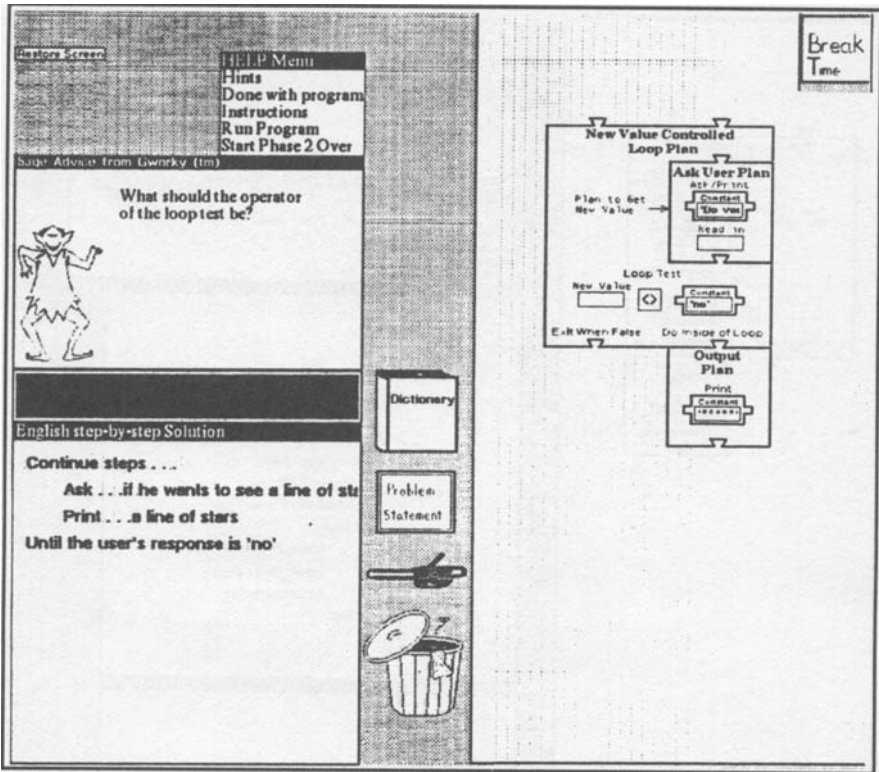 Restore Screen
HELP Menu
Hints
Done with program
Instructions
Run Program
Start Phase 2 Over
Sage Advice from Gworky (tm)
What should the operator
of the loop test be?
English step-by-step Solution
Continue steps . . .
Ask . . .if he wants to see a line of sta
Print . . .a line of stars
Until the user's response is 'no'
Dictionary
Problem
Statement
Break
Time
New Value Controlled
Loop Plan
Ask User Plan
Ask/Print
Constant
Plan to Get
New Value
Read in
Loop Test
New Value
<>
Constant
'no'
Exit When False
Do Inside of Loop
Output
Plan
Print
Constant